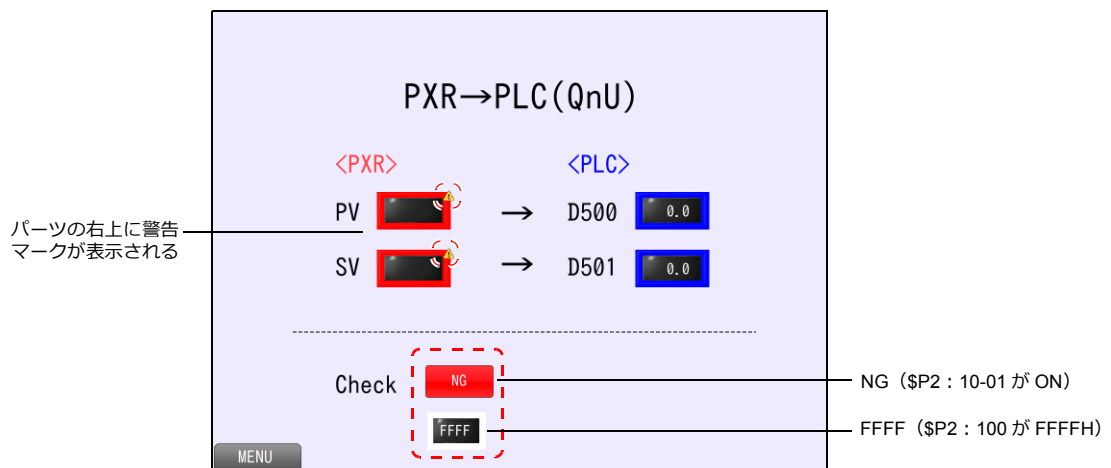 PXR→PLC(QnU)
<PXR> <PLC>
PV → D500 0.0
パーツの右上に警告
マークが表示される
SV → D501 0.0
Check NG
NG($P2:10-01 が ON)
FFFF
FFFF($P2:100 が FFFFH)
MENU